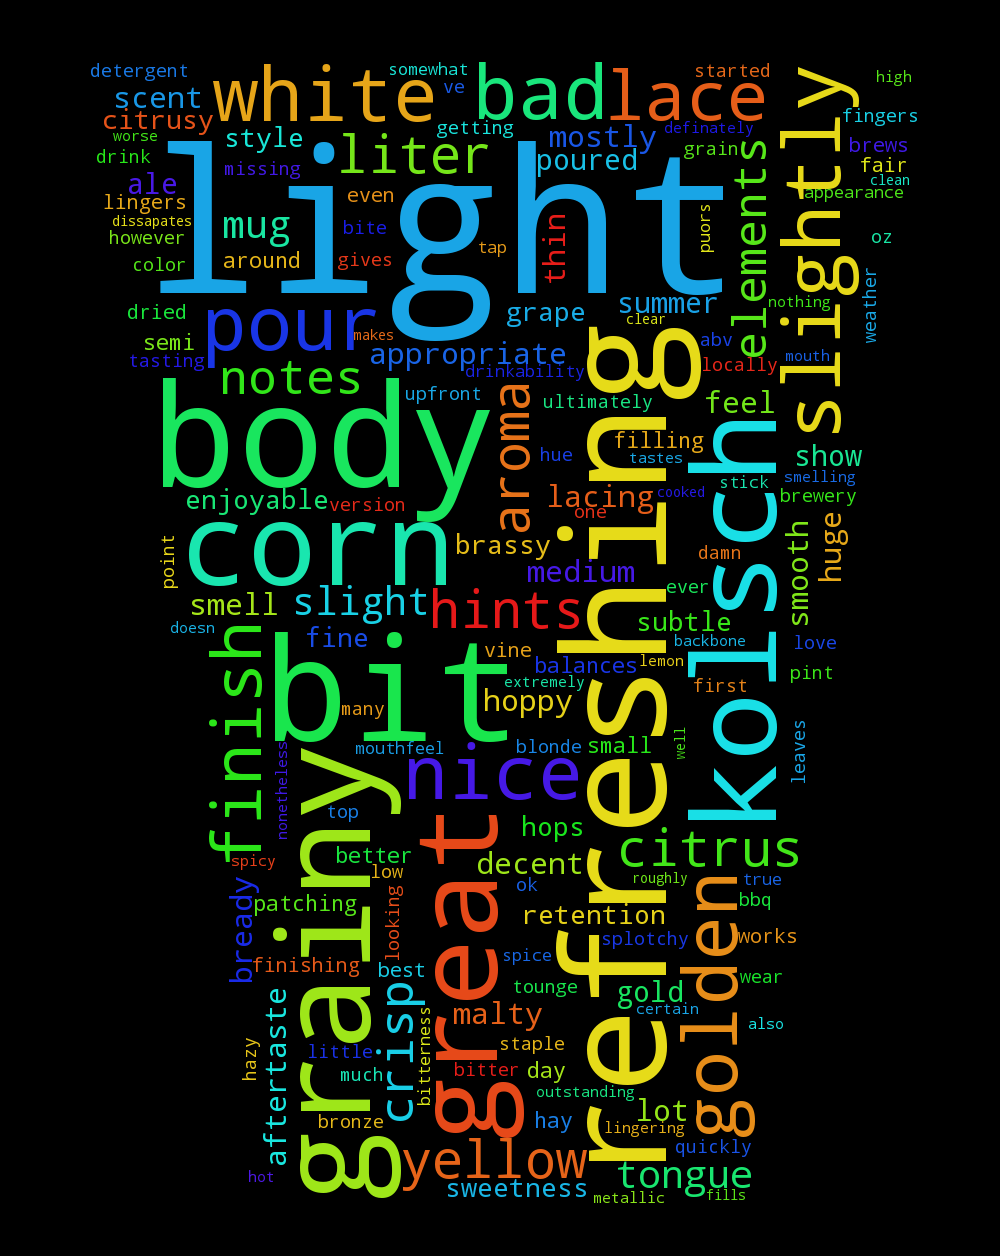 detergent
somewhat
started
high
scent
white
ve
bad
lace
slightly
citrusy
getting
fingers
worse
style
liter
mostly
definately
drink
missing
poured
grain
elements
brews
fair
ale
light
even
clean
lingers
appearance
dissapates
mug
bite
thin
puors
however
around
gives
tap
oz
color
weather
dried
pour
grape
summer
nothing
semi
makes
clear
abv
tasting
appropriate
locally
mouth
notes
drinkability
upfront
aroma
ultimately
feel
body
refreshing
kolsch
filling
hue
tastes
show
enjoyable
version
lacing
cooked
stick
smelling
brewery
corn
one
point
brassy
damn
smooth
huge
medium
ever
smell
slight
hints
subtle
doesn
fine
vine
backbone
love
finish
bit
balances
lemon
pint
extremely
first
many
hoppy
nonetheless
mouthfeel
blonde
small
well
leaves
grainy
nice
top
hops
citrus
spicy
better
great
decent
low
roughly
true
bready
patching
looking
ok
golden
bbq
retention
splotchy
works
finishing
best
spice
aftertaste
crisp
tounge
gold
wear
malty
certain
also
hazy
little
bitterness
staple
much
bitter
day
outstanding
bronze
hay
lot
lingering
yellow
quickly
hot
sweetness
tongue
metallic
fills